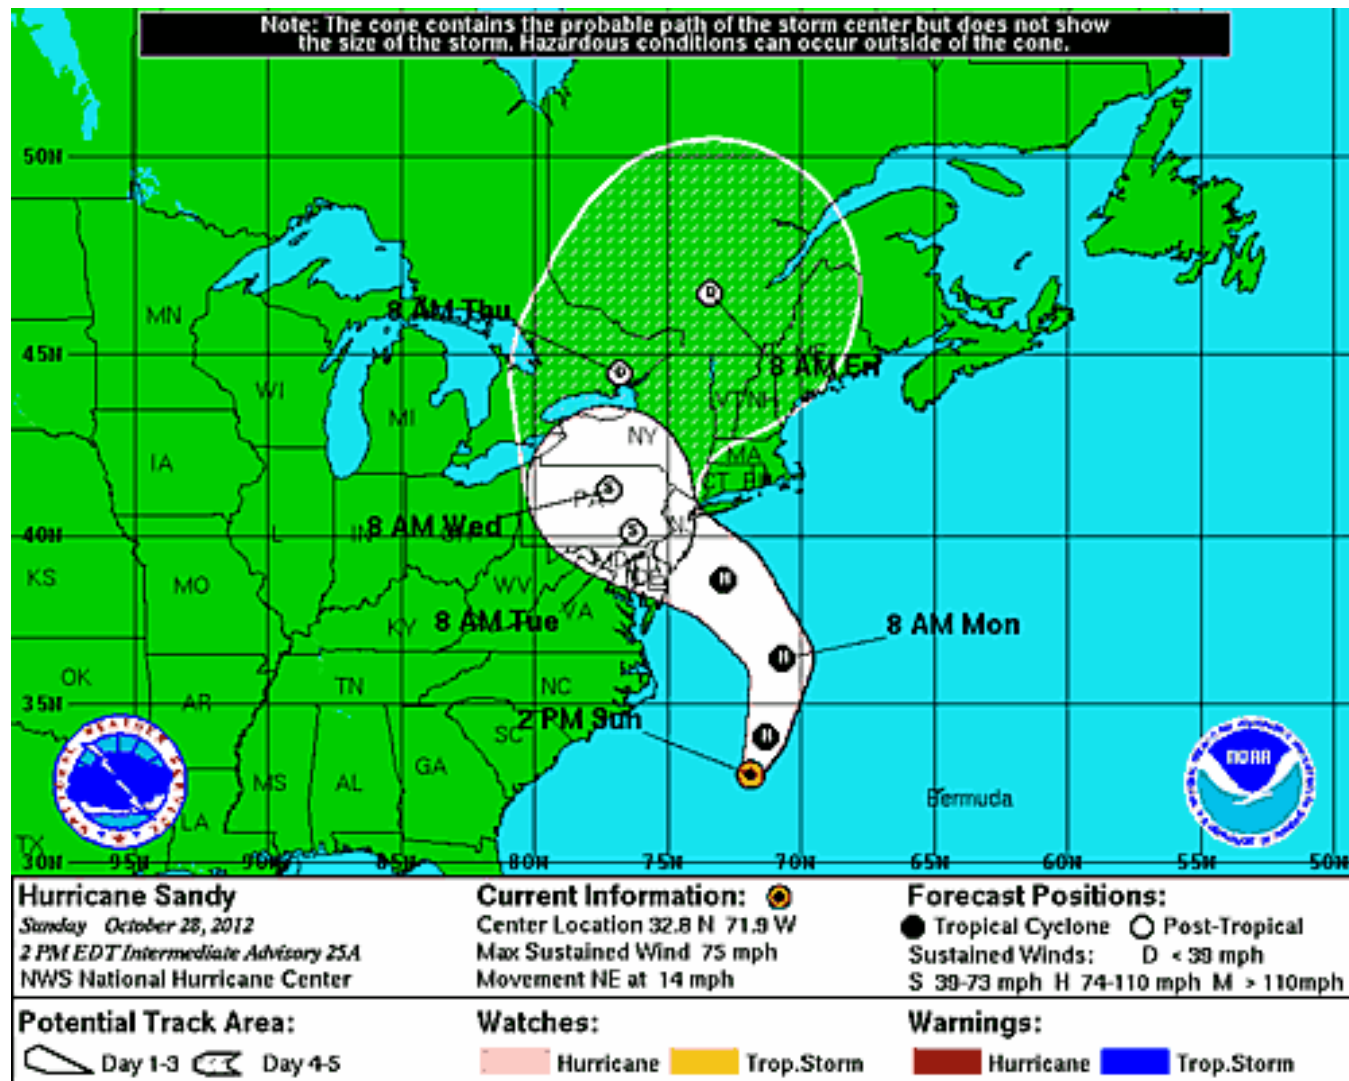 Note: The cone contains the probable path of the storm center but does not show
the size of the storm. Hazardous conditions can occur outside of the cone.
50N
8 AM Thu
MN
45N
ME
8 AM Fri
WI
VT NH
MI
NY
MA
IA
CT RI
PA
8 AM Wed
NJ
IL
IN
OH
40N
MD
DE
KS
MO
WV
VA
8 AM Tue
KY
8 AM Mon
OK
TN
NC
AR
35N
2 PM Sun
SC
GA
NOAA
MS
AL
Bermuda
LA
TX
30N 95W 90W 85W 80W 75W 70W 65W 60W 55W 50W
Hurricane Sandy
Sunday October 28, 2012
2 PM EDT Intermediate Advisory 25A
NWS National Hurricane Center
Current Information:
Center Location 32.8 N 71.9 W
Max Sustained Wind 75 mph
Movement NE at 14 mph
Forecast Positions:
Tropical Cyclone Post-Tropical
Sustained Winds: D < 39 mph
S 39-73 mph H 74-110 mph M > 110mph
Potential Track Area:
Day 1-3 Day 4-5
Watches:
Hurricane Trop.Storm
Warnings:
Hurricane Trop.Storm